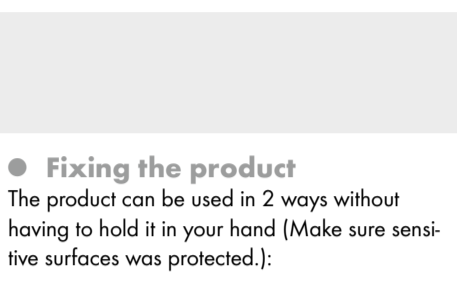 ● Fixing the product
The product can be used in 2 ways without
having to hold it in your hand (Make sure sensi-
tive surfaces was protected.):